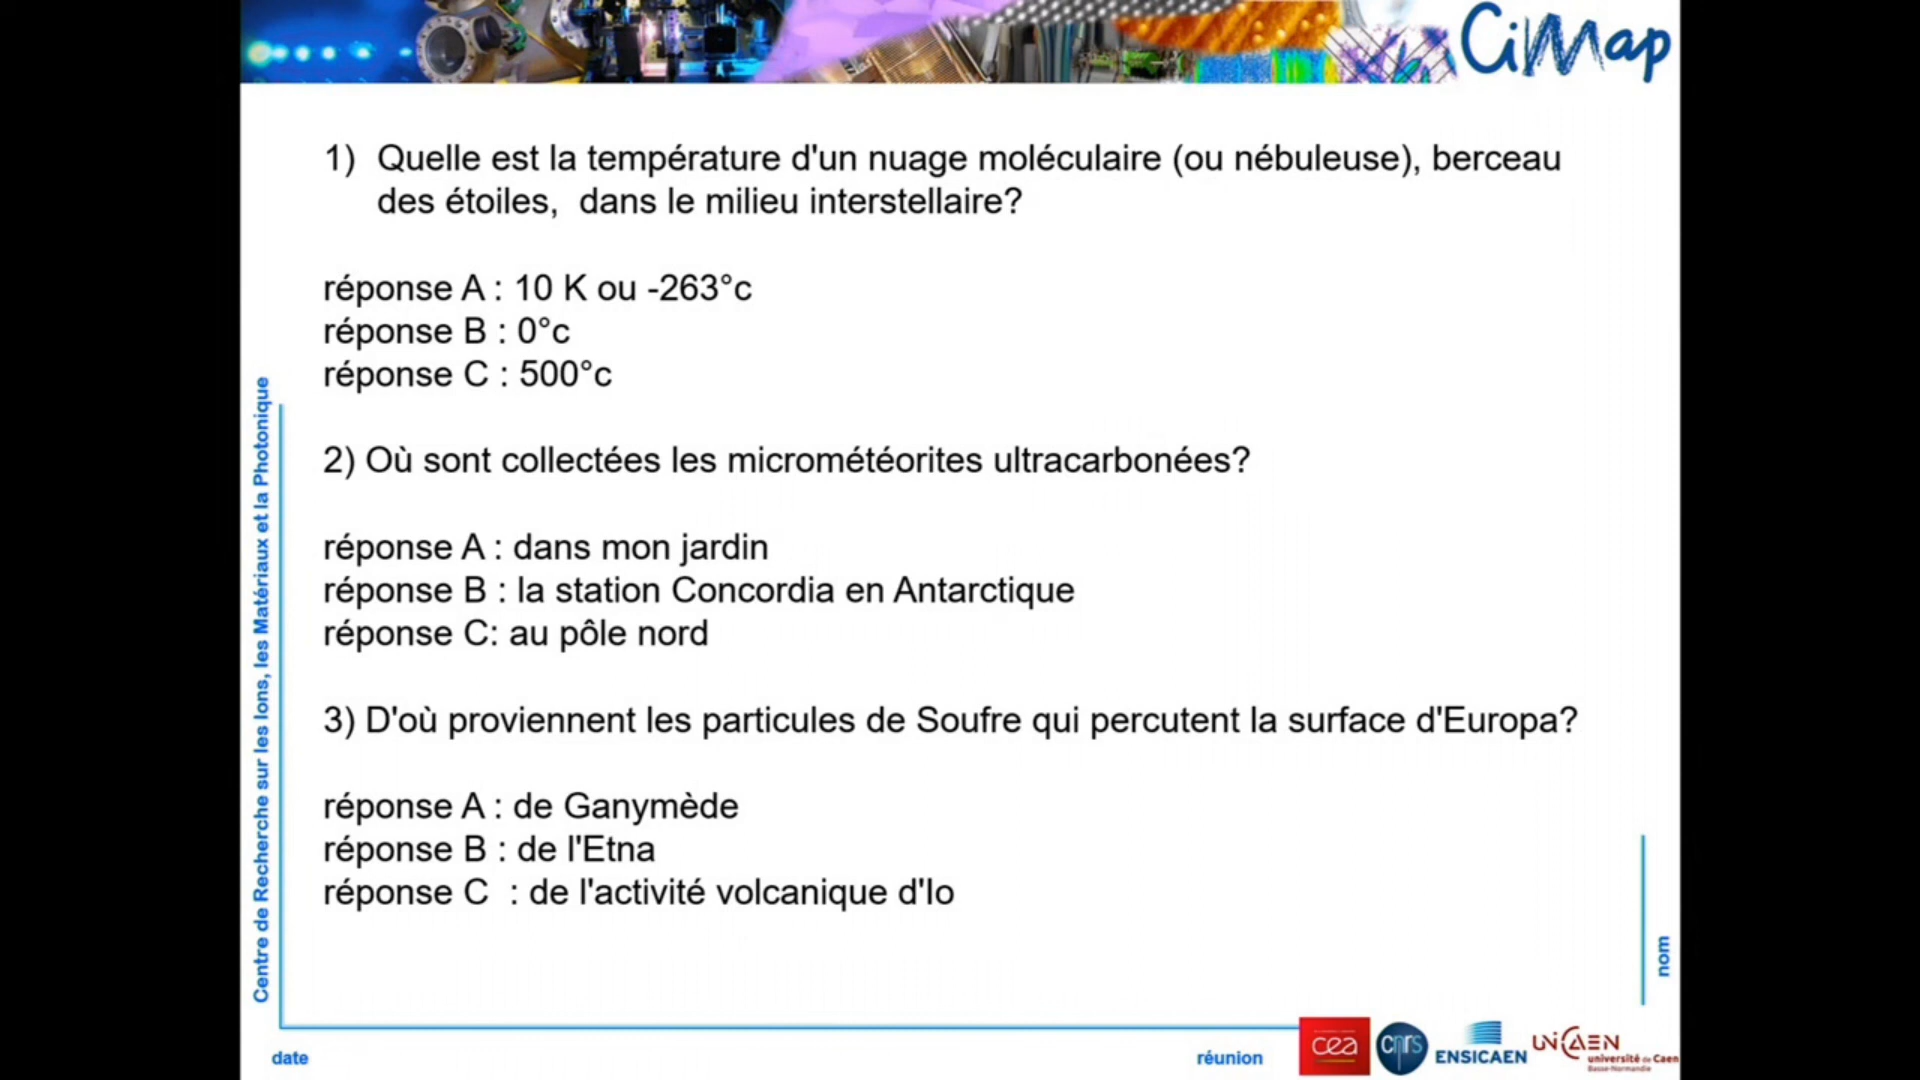 CiMap
1) Quelle est la température d'un nuage moléculaire (ou nébuleuse), berceau
des étoiles, dans le milieu interstellaire?
réponse A : 10 K ou -263°c
réponse B : 0°c
réponse C : 500°c
2) Où sont collectées les micrométéorites ultracarbonées?
réponse A : dans mon jardin
réponse B : la station Concordia en Antarctique
réponse C: au pôle nord
3) D'où proviennent les particules de Soufre qui percutent la surface d'Europa?
réponse A : de Ganymède
réponse B : de l'Etna
réponse C : de l'activité volcanique d'Io
Centre de Recherche sur les Ions, les Matériaux et la Photonique
nom
date
réunion
cea
cnrs
ENSICAEN
UNICAEN
université de Caen
Basse-Normandie